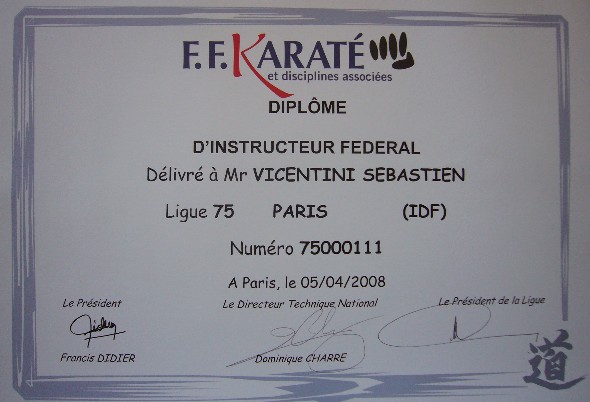 F.F. KARATÉ
et disciplines associées
DIPLÔME
D'INSTRUCTEUR FEDERAL
Délivré à Mr VICENTINI SEBASTIEN
Ligue 75 PARIS (IDF)
Numéro 75000111
A Paris, le 05/04/2008
Le Président Le Directeur Technique National Le Président de la Ligue
Francis DIDIER Dominique CHARRE
道